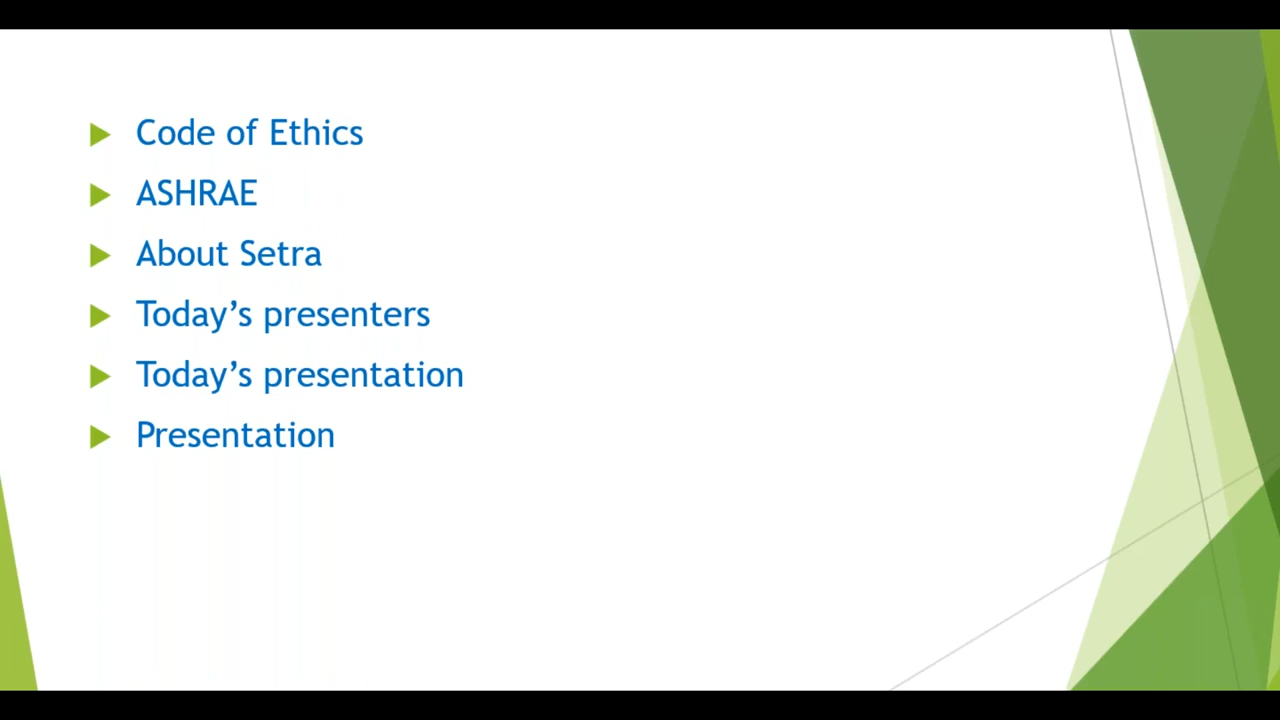 Code of Ethics
ASHRAE
About Setra
Today’s presenters
Today’s presentation
Presentation